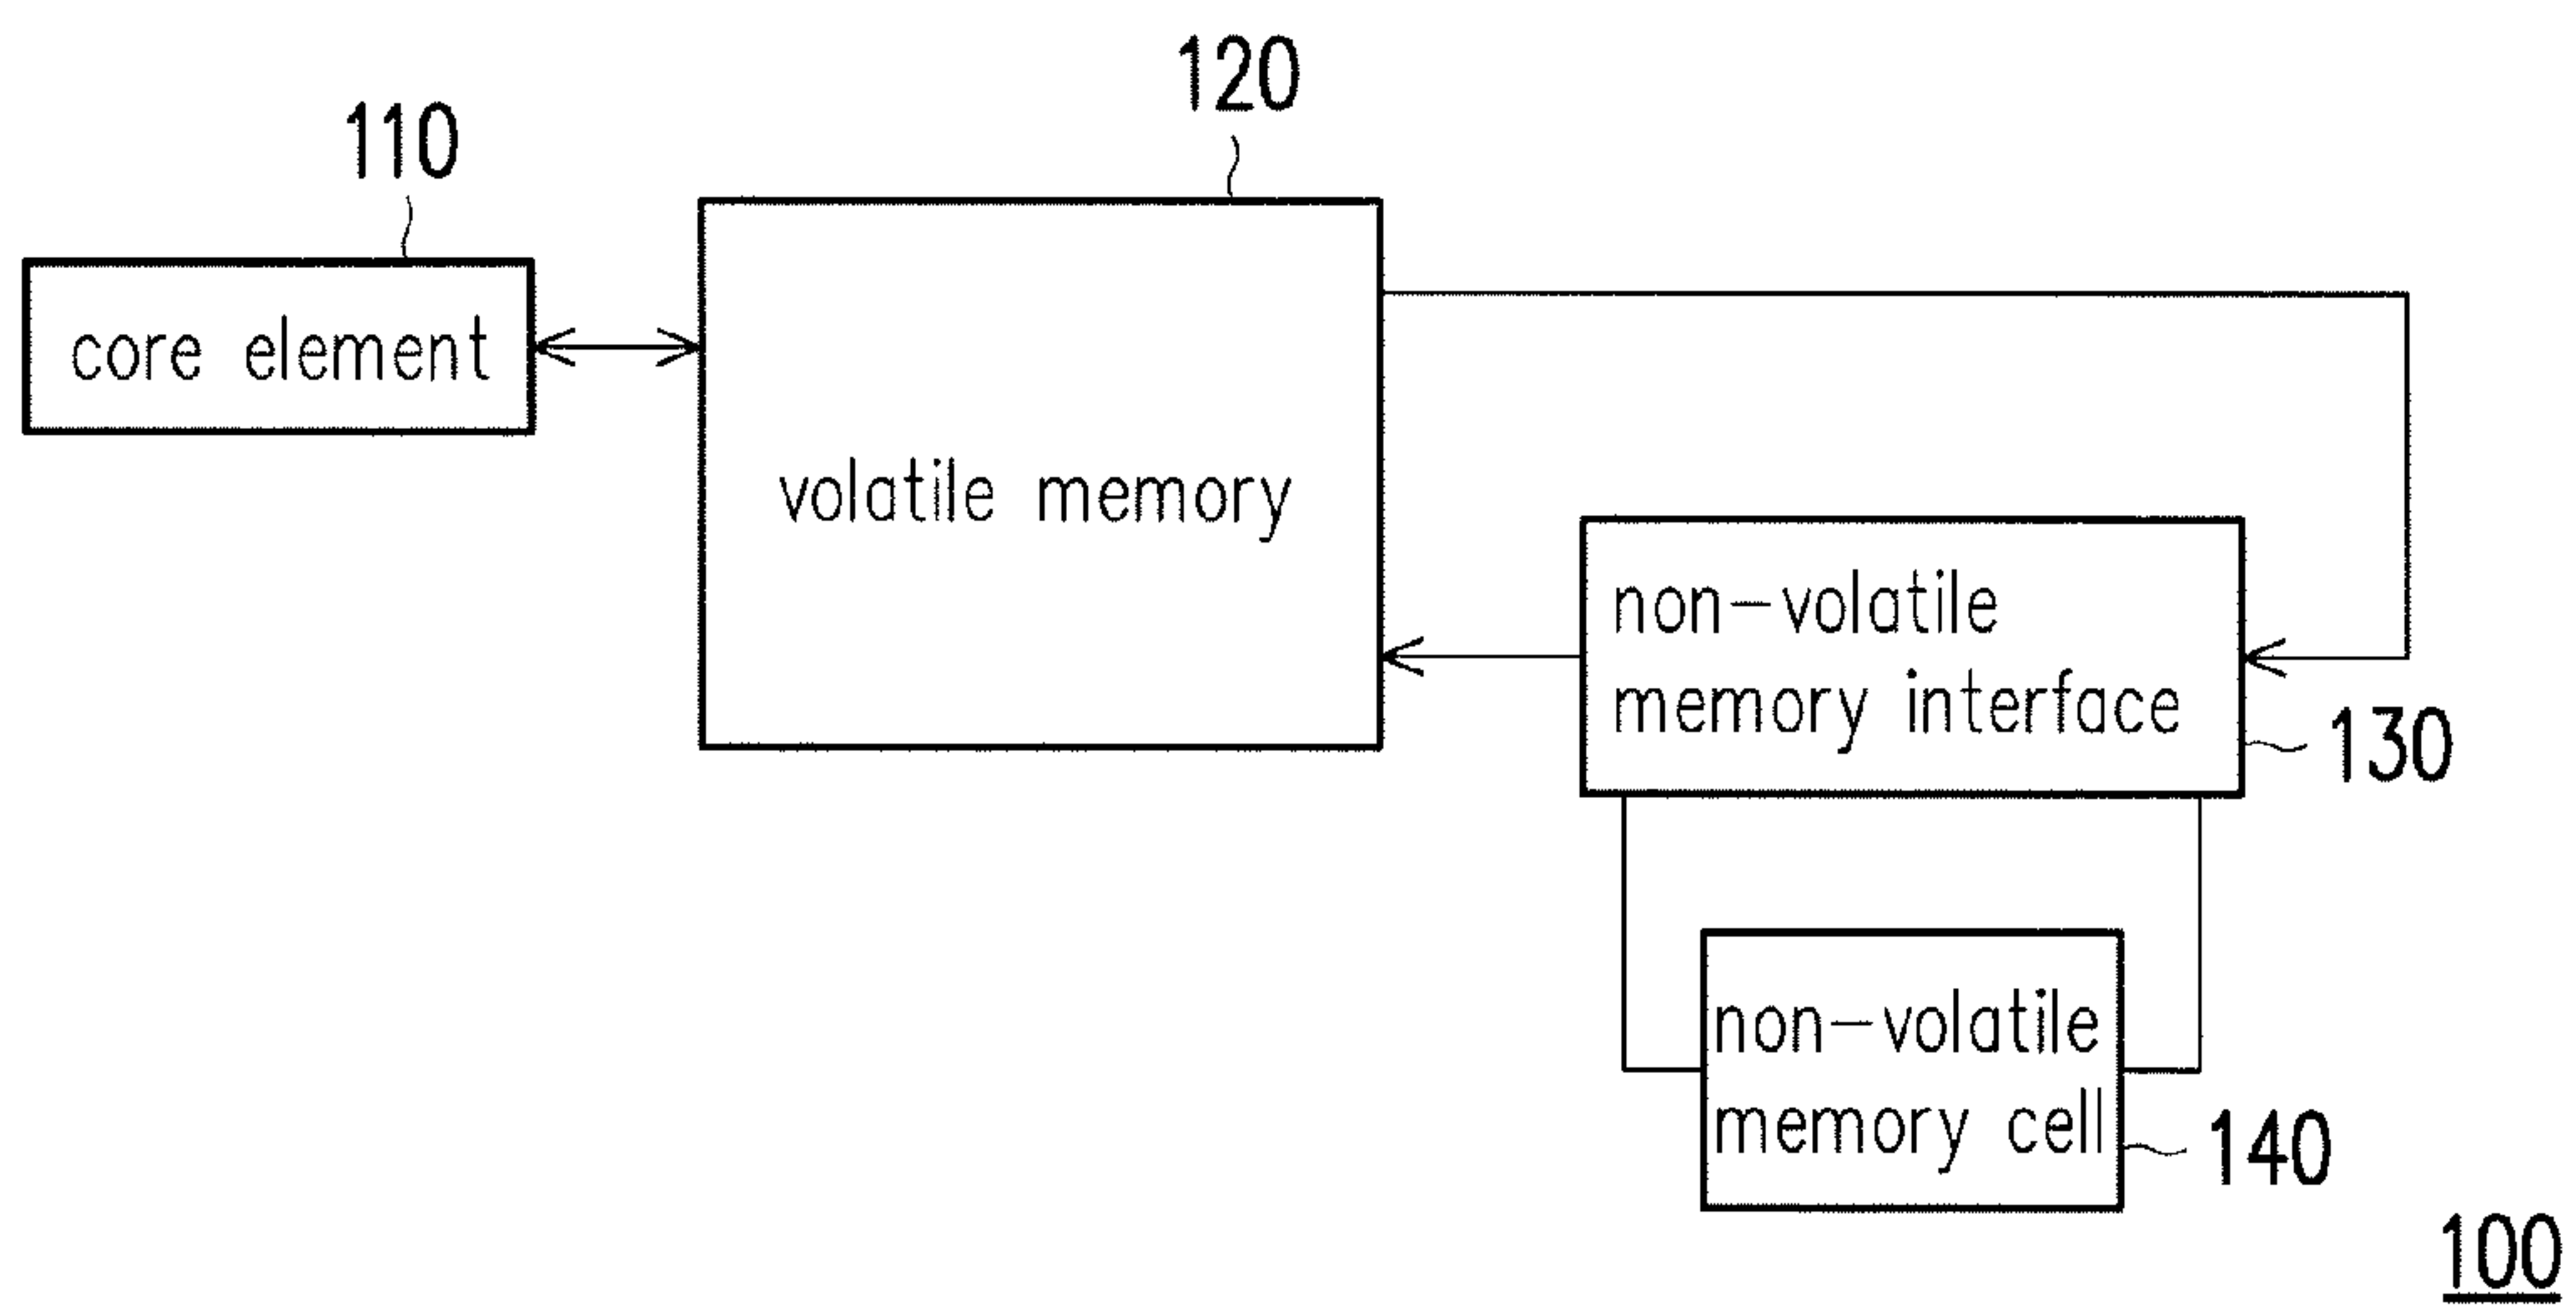 120
110
core element
volatile memory
non-volatile
memory interface
130
non-volatile
memory cell
140
100